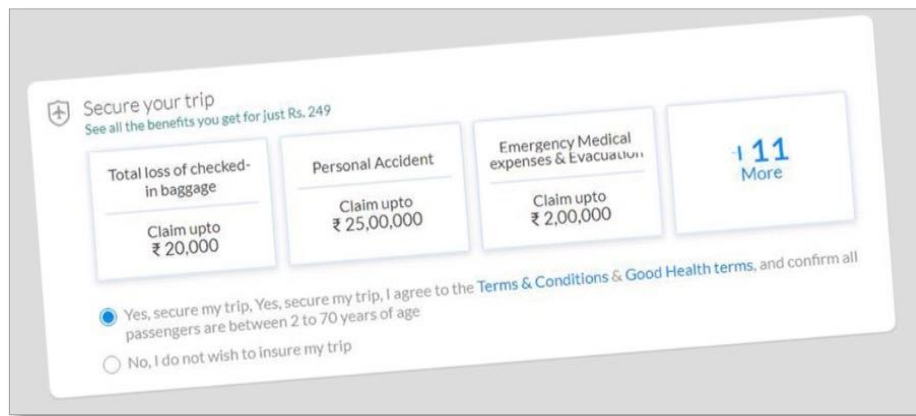 Secure your trip
See all the benefits you get for just Rs. 249
Total loss of checked-
in baggage
Claim upto
₹ 20,000
Personal Accident
Claim upto
₹ 25,00,000
Emergency Medical
expenses & Evacuation
Claim upto
₹ 2,00,000
+11
More
Yes, secure my trip, Yes, secure my trip, I agree to the Terms & Conditions & Good Health terms, and confirm all
passengers are between 2 to 70 years of age
No, I do not wish to insure my trip